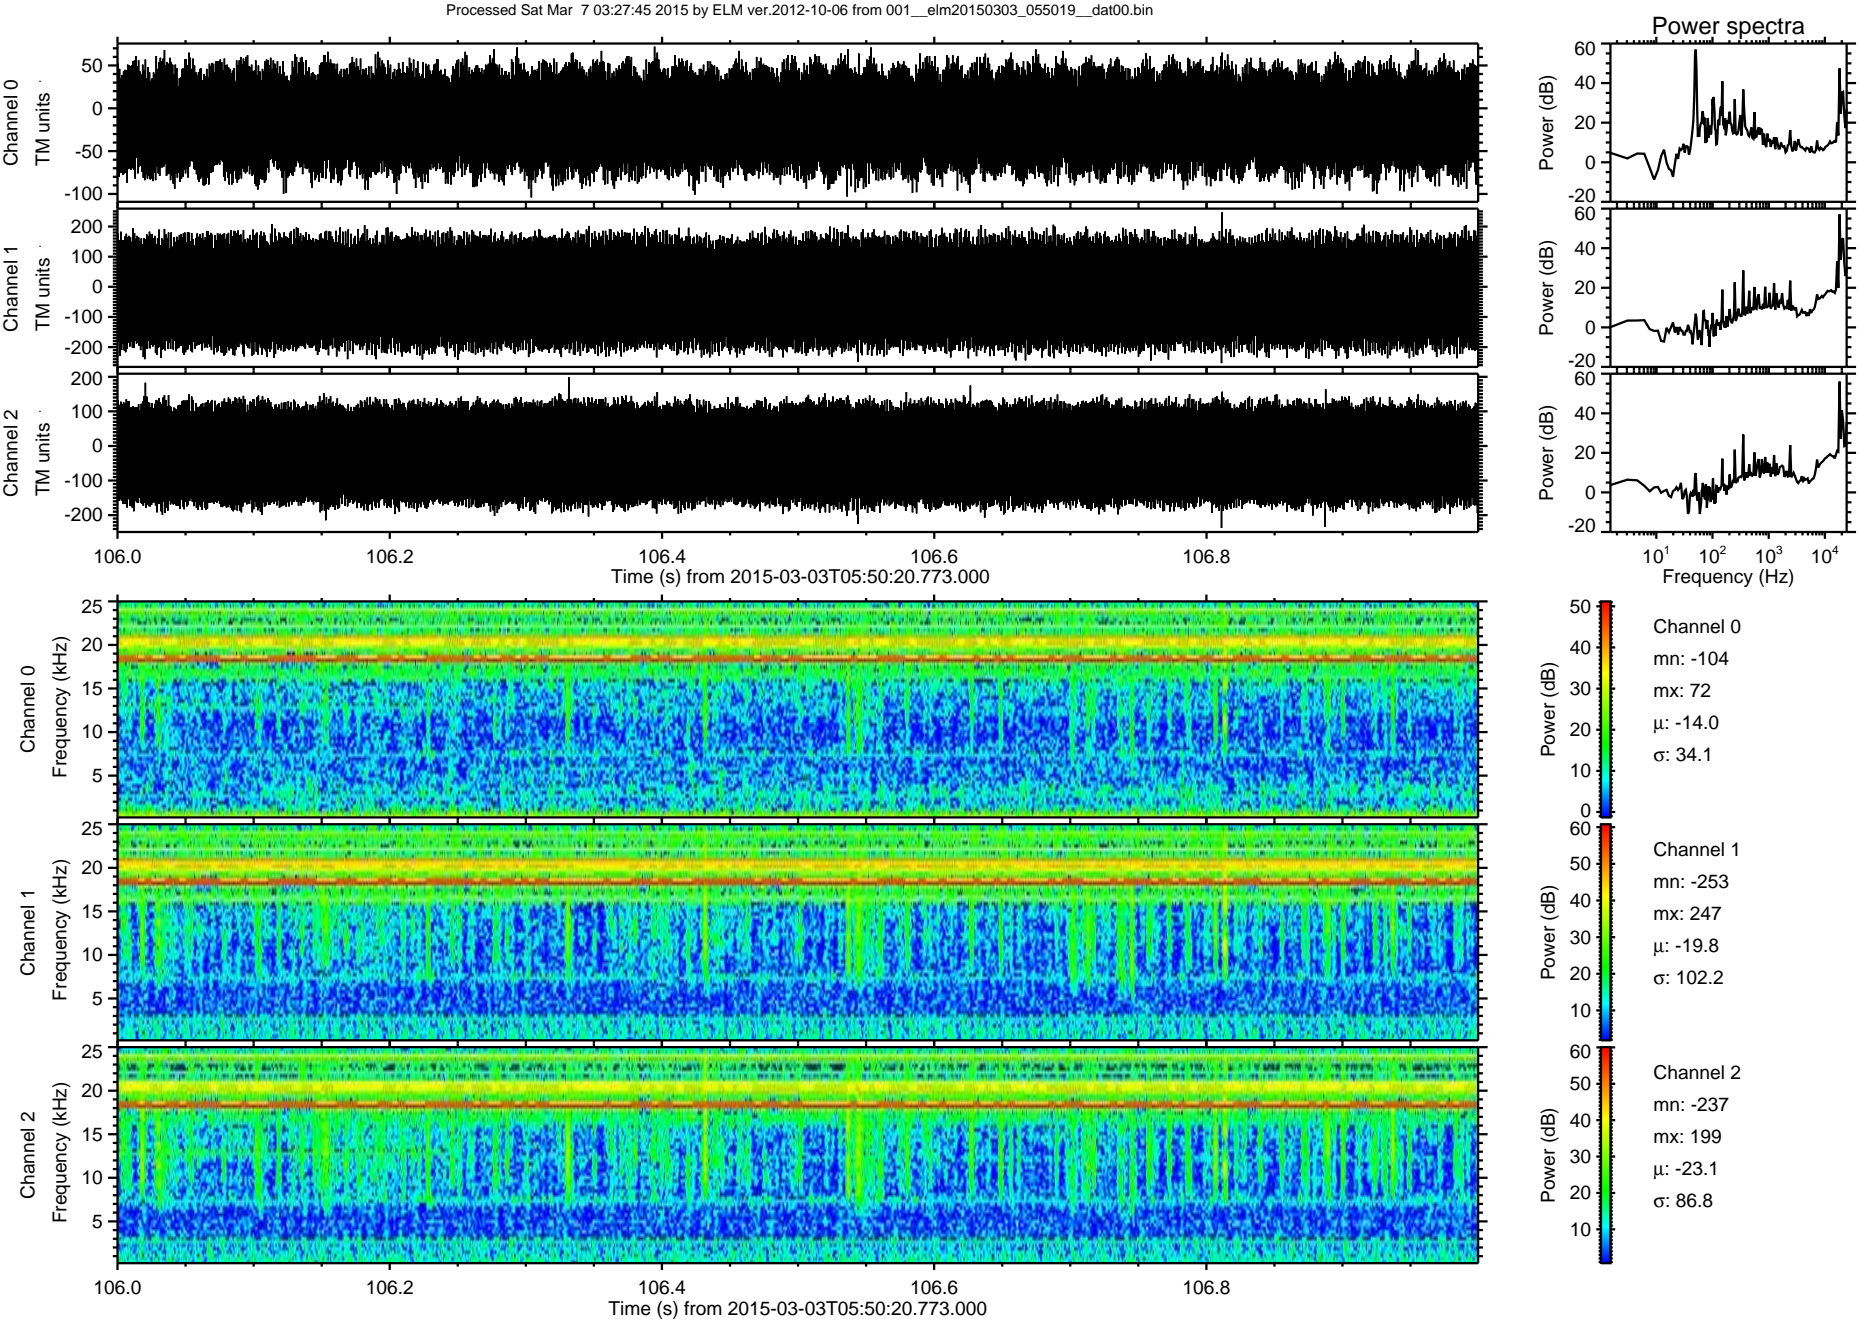 Processed Sat Mar  7 03:27:45 2015 by ELM ver.2012-10-06 from 001__elm20150303_055019__dat00.bin
Power spectra
Channel 0
TM units
50
0
-50
-100
Power (dB)
60
40
20
0
-20
Channel 1
TM units
200
100
0
-100
-200
Power (dB)
60
40
20
0
-20
Channel 2
TM units
200
100
0
-100
-200
Power (dB)
60
40
20
0
-20
106.0 106.2 106.4 106.6 106.8
Time (s) from 2015-03-03T05:50:20.773.000
10¹ 10² 10³ 10⁴
Frequency (Hz)
Channel 0
Frequency (kHz)
25
20
15
10
5
Power (dB)
50
40
30
20
10
0
Channel 0
mn: -104
mx: 72
μ: -14.0
σ: 34.1
Channel 1
Frequency (kHz)
25
20
15
10
5
Power (dB)
60
50
40
30
20
10
Channel 1
mn: -253
mx: 247
μ: -19.8
σ: 102.2
Channel 2
Frequency (kHz)
25
20
15
10
5
Power (dB)
60
50
40
30
20
10
Channel 2
mn: -237
mx: 199
μ: -23.1
σ: 86.8
106.0 106.2 106.4 106.6 106.8
Time (s) from 2015-03-03T05:50:20.773.000